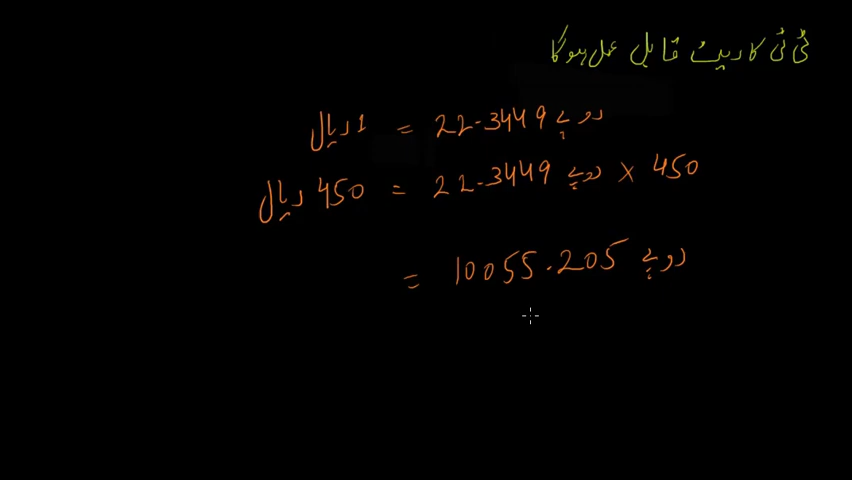 ٹی ٹی کا ریٹ قابل عمل ہوگا
1 ریال = 22.3449 روپے
450 ریال = 22.3449 روپے × 450
= 10055.205 روپے